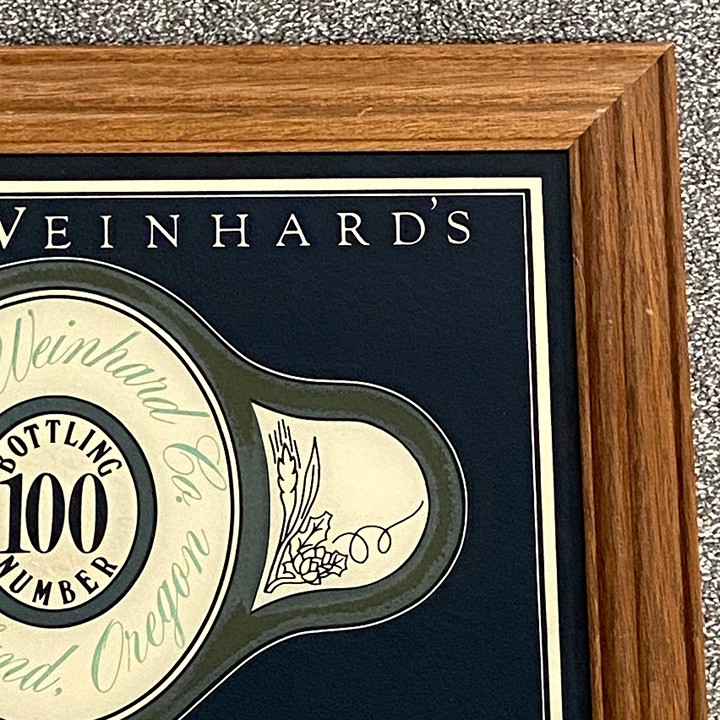 WEINHARD'S
Weinhard Co.
BOTTLING
100
NUMBER
Oregon